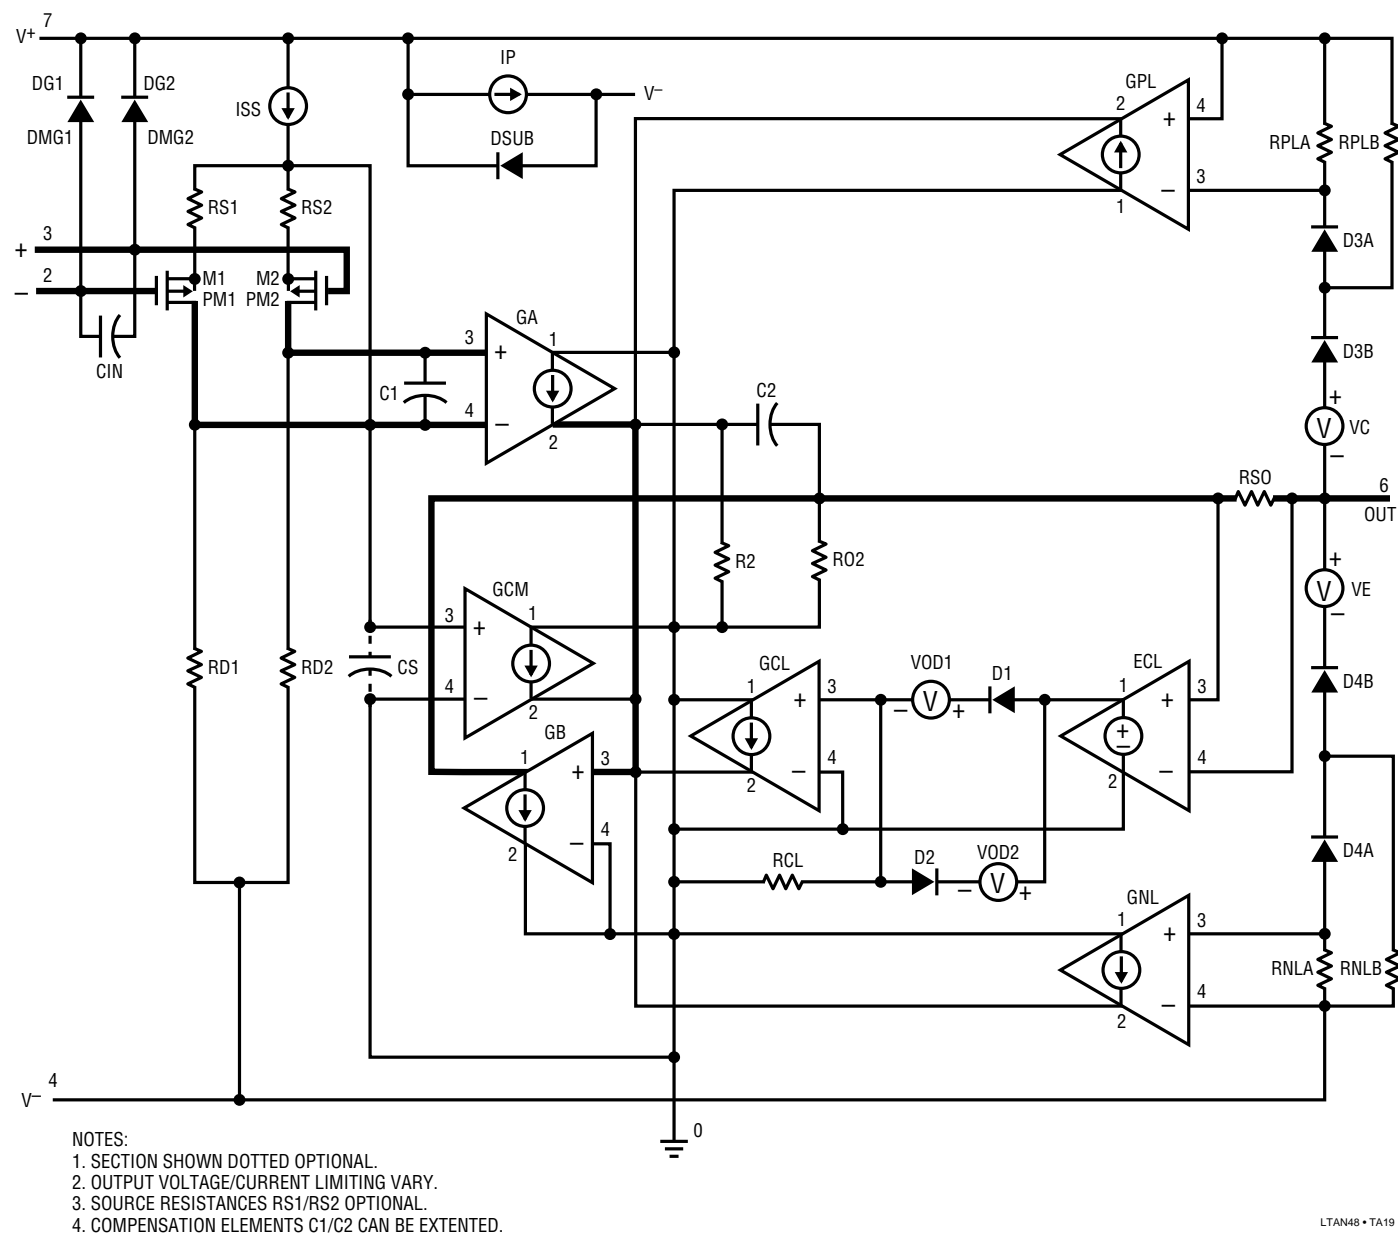 7
V+
IP
V–
DG1
DG2
ISS
DMG1
DMG2
DSUB
GPL
2
4
+
–
3
1
RPLA
RPLB
RS1
RS2
3
+
2
–
M1
PM1
M2
PM2
D3A
CIN
GA
3
1
+
C1
4
–
2
C2
D3B
+
V
VC
–
RSO
6
OUT
R2
RO2
+
V
VE
–
GCM
3
1
+
4
–
2
RD1
RD2
CS
GCL
1
3
+
–
4
2
VOD1
V
–
+
D1
ECL
1
3
+
+
–
–
4
2
D4B
GB
1
3
+
–
4
2
RCL
D2
VOD2
–
V
+
D4A
GNL
1
3
+
–
4
2
RNLA
RNLB
V–
4
0
NOTES:
1. SECTION SHOWN DOTTED OPTIONAL.
2. OUTPUT VOLTAGE/CURRENT LIMITING VARY.
3. SOURCE RESISTANCES RS1/RS2 OPTIONAL.
4. COMPENSATION ELEMENTS C1/C2 CAN BE EXTENTED.
LTAN48 • TA19